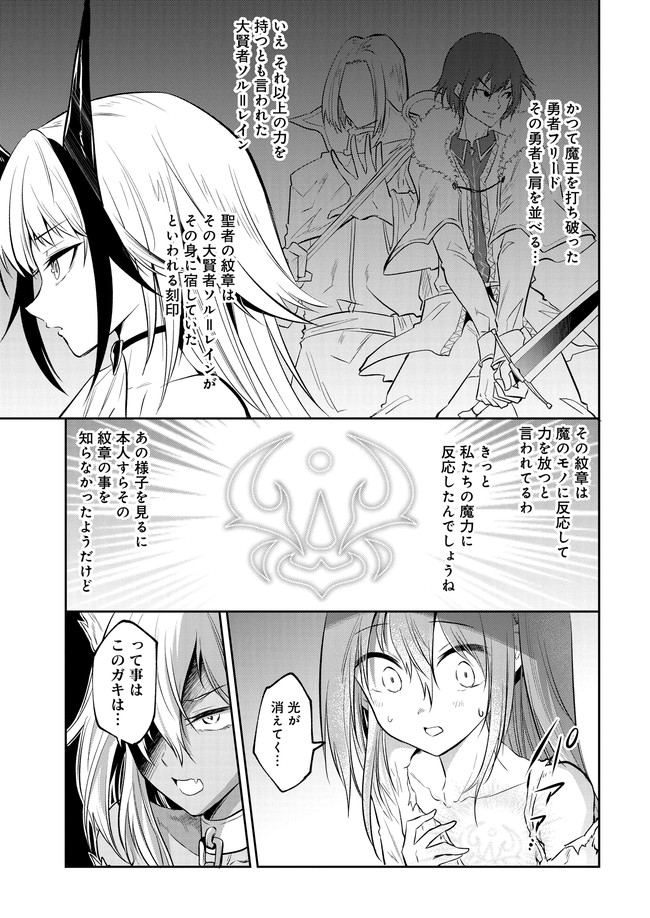 かつて魔王を打ち破った
勇者フリード
その勇者と肩を並べる…
いえ それ以上の力を
持つとも言われた
大賢者ソル＝レイン
聖者の紋章は
その大賢者ソル＝レインが
その身に宿していた
といわれる刻印
その紋章は
魔のモノに反応して
力を放つと
言われてるわ
きっと
私たちの魔力に
反応したんでしょうね
あの様子を見るに
本人すらその
紋章の事を
知らなかったようだけど
光が
消えてく…
って事は
このガキは…